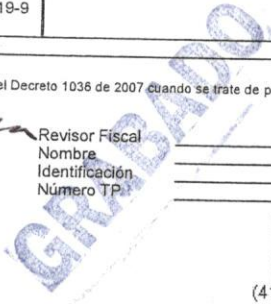 19-9
el Decreto 1036 de 2007 cuando se trate de p
Revisor Fiscal
Nombre
Identificación
Número TP
GRABADO
(4